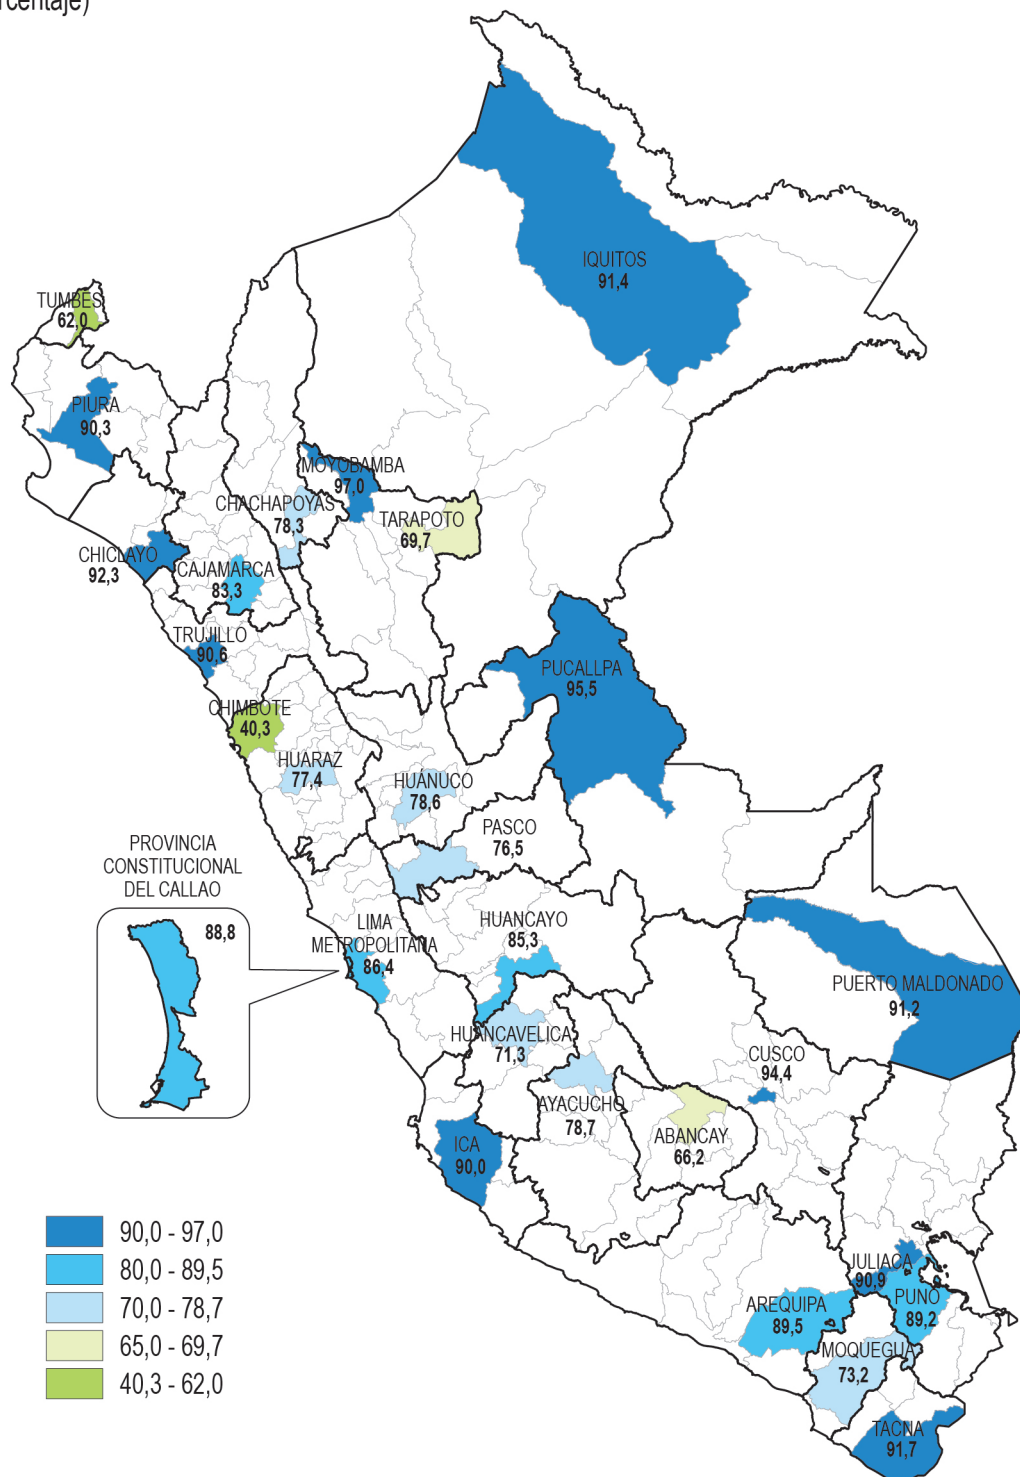 rcentaje)
IQUITOS
91,4
TUMBES
62,0
PIURA
90,3
MOYOBAMBA
97,0
CHACHAPOYAS
78,3
TARAPOTO
69,7
CHICLAYO
92,3
CAJAMARCA
83,3
TRUJILLO
90,6
PUCALLPA
95,5
CHIMBOTE
40,3
HUARAZ
77,4
HUÁNUCO
78,6
PASCO
76,5
PROVINCIA
CONSTITUCIONAL
DEL CALLAO
88,8
LIMA
METROPOLITANA
86,4
HUANCAYO
85,3
PUERTO MALDONADO
91,2
HUANCAVELICA
71,3
CUSCO
94,4
AYACUCHO
78,7
ABANCAY
66,2
ICA
90,0
JULIACA
90,9
PUNO
89,2
AREQUIPA
89,5
MOQUEGUA
73,2
TACNA
91,7
90,0 - 97,0
80,0 - 89,5
70,0 - 78,7
65,0 - 69,7
40,3 - 62,0